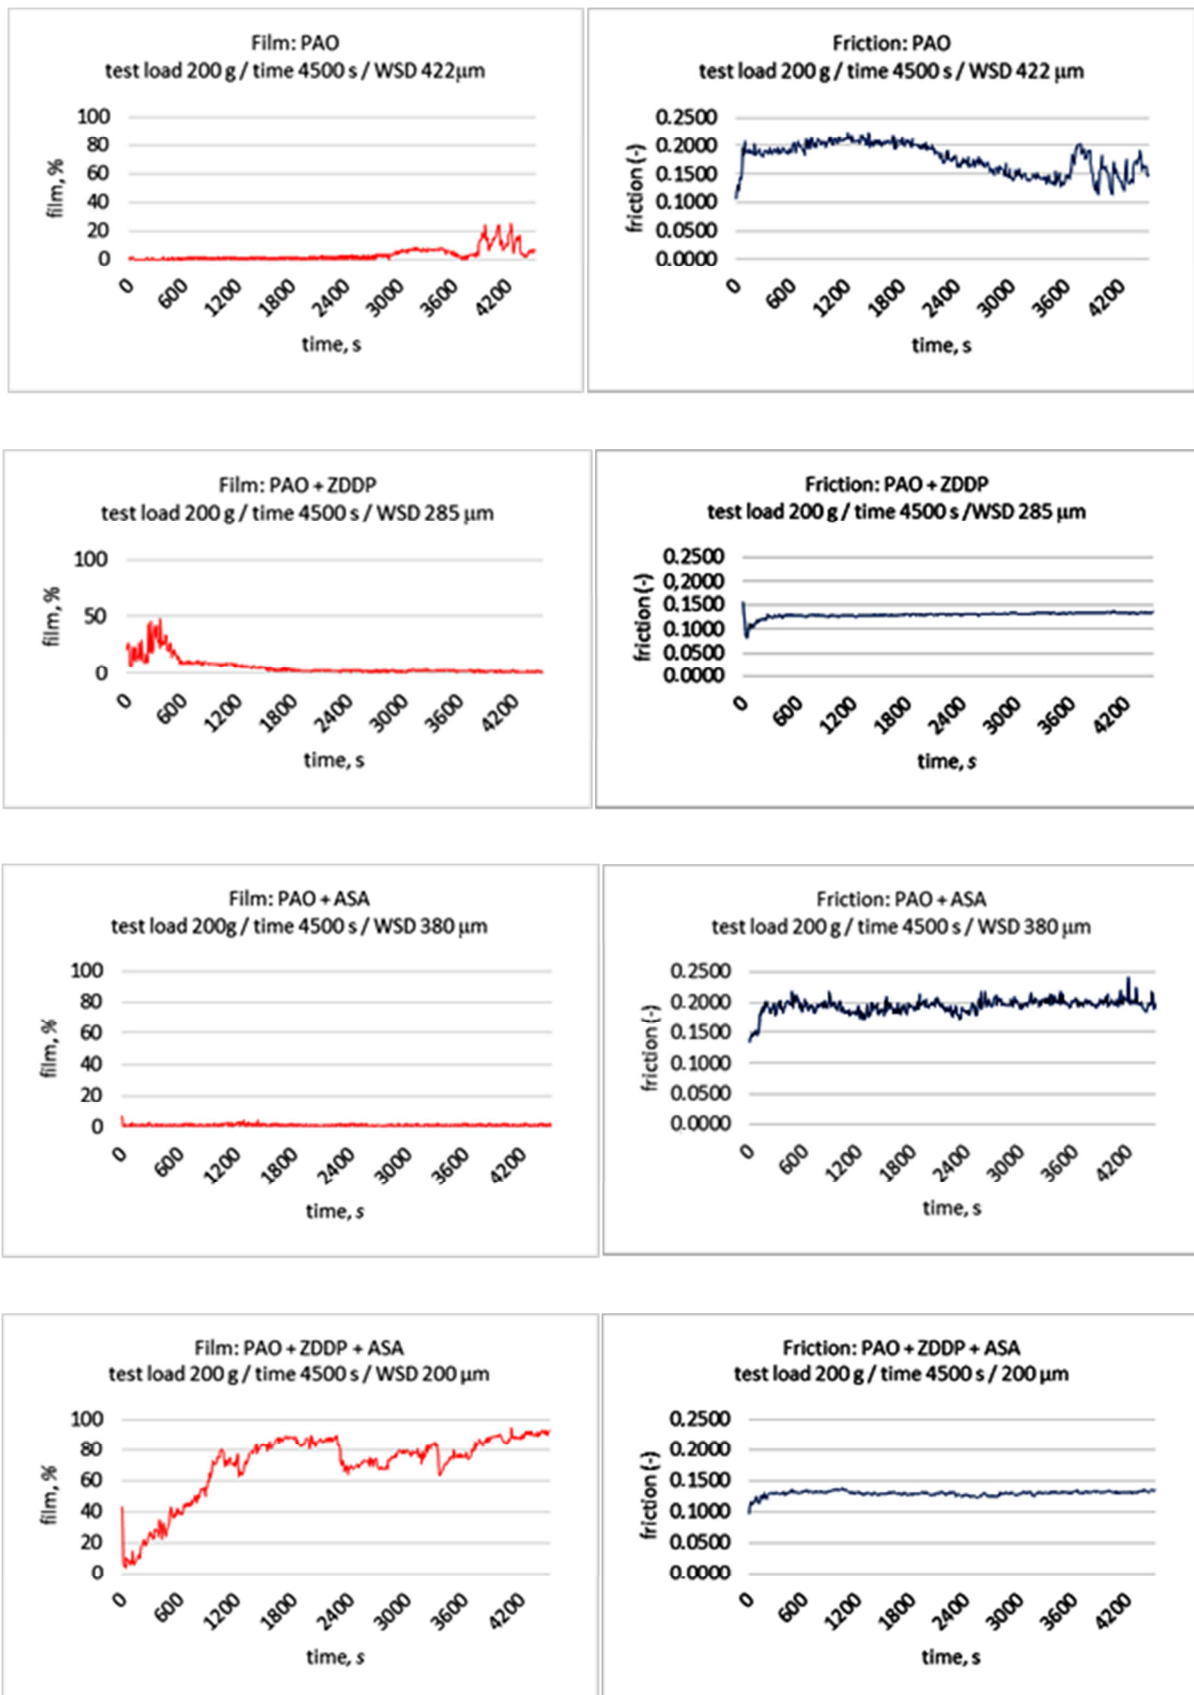 Film: PAO
test load 200 g / time 4500 s / WSD 422µm
100
80
60
40
20
0
film, %
0 600 1200 1800 2400 3000 3600 4200
time, s
Friction: PAO
test load 200 g / time 4500 s / WSD 422 µm
0.2500
0.2000
0.1500
0.1000
0.0500
0.0000
friction (-)
0 600 1200 1800 2400 3000 3600 4200
time, s
Film: PAO + ZDDP
test load 200 g / time 4500 s / WSD 285 µm
100
50
0
film, %
0 600 1200 1800 2400 3000 3600 4200
time, s
Friction: PAO + ZDDP
test load 200 g / time 4500 s /WSD 285 µm
0.2500
0,2000
0.1500
0.1000
0.0500
0.0000
friction (-)
0 600 1200 1800 2400 3000 3600 4200
time, s
Film: PAO + ASA
test load 200g / time 4500 s / WSD 380 µm
100
80
60
40
20
0
film, %
0 600 1200 1800 2400 3000 3600 4200
time, s
Friction: PAO + ASA
test load 200 g / time 4500 s / WSD 380 µm
0.2500
0.2000
0.1500
0.1000
0.0500
0.0000
friction (-)
0 600 1200 1800 2400 3000 3600 4200
time, s
Film: PAO + ZDDP + ASA
test load 200 g / time 4500 s / WSD 200 µm
100
80
60
40
20
0
film, %
0 600 1200 1800 2400 3000 3600 4200
time, s
Friction: PAO + ZDDP + ASA
test load 200 g / time 4500 s / 200 µm
0.2500
0.2000
0.1500
0.1000
0.0500
0.0000
friction (-)
0 600 1200 1800 2400 3000 3600 4200
time, s